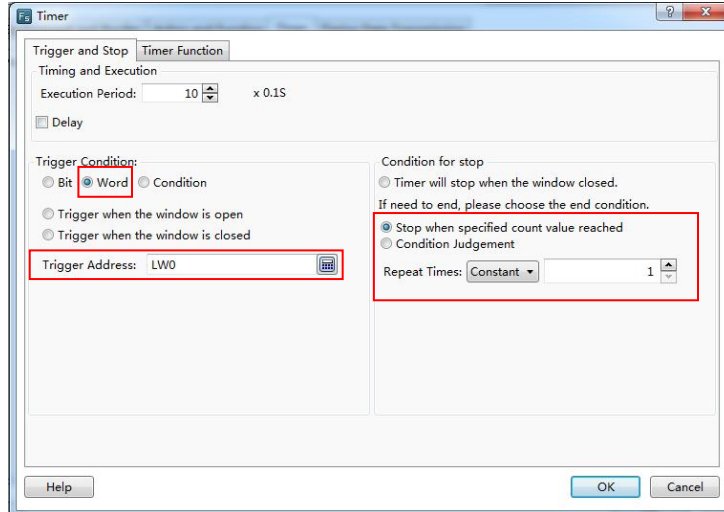 Fs Timer
Trigger and Stop Timer Function
Timing and Execution
Execution Period: 10 x 0.1S
Delay
Trigger Condition:
Bit Word Condition
Trigger when the window is open
Trigger when the window is closed
Trigger Address: LW0
Condition for stop
Timer will stop when the window closed.
If need to end, please choose the end condition.
Stop when specified count value reached
Condition Judgement
Repeat Times: Constant 1
Help OK Cancel